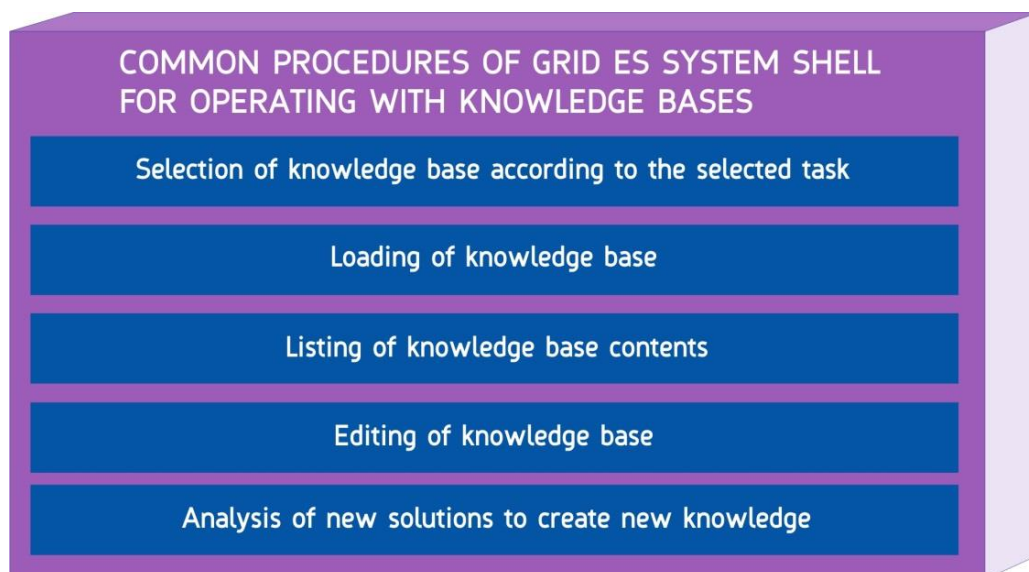 COMMON PROCEDURES OF GRID ES SYSTEM SHELL
FOR OPERATING WITH KNOWLEDGE BASES
Selection of knowledge base according to the selected task
Loading of knowledge base
Listing of knowledge base contents
Editing of knowledge base
Analysis of new solutions to create new knowledge